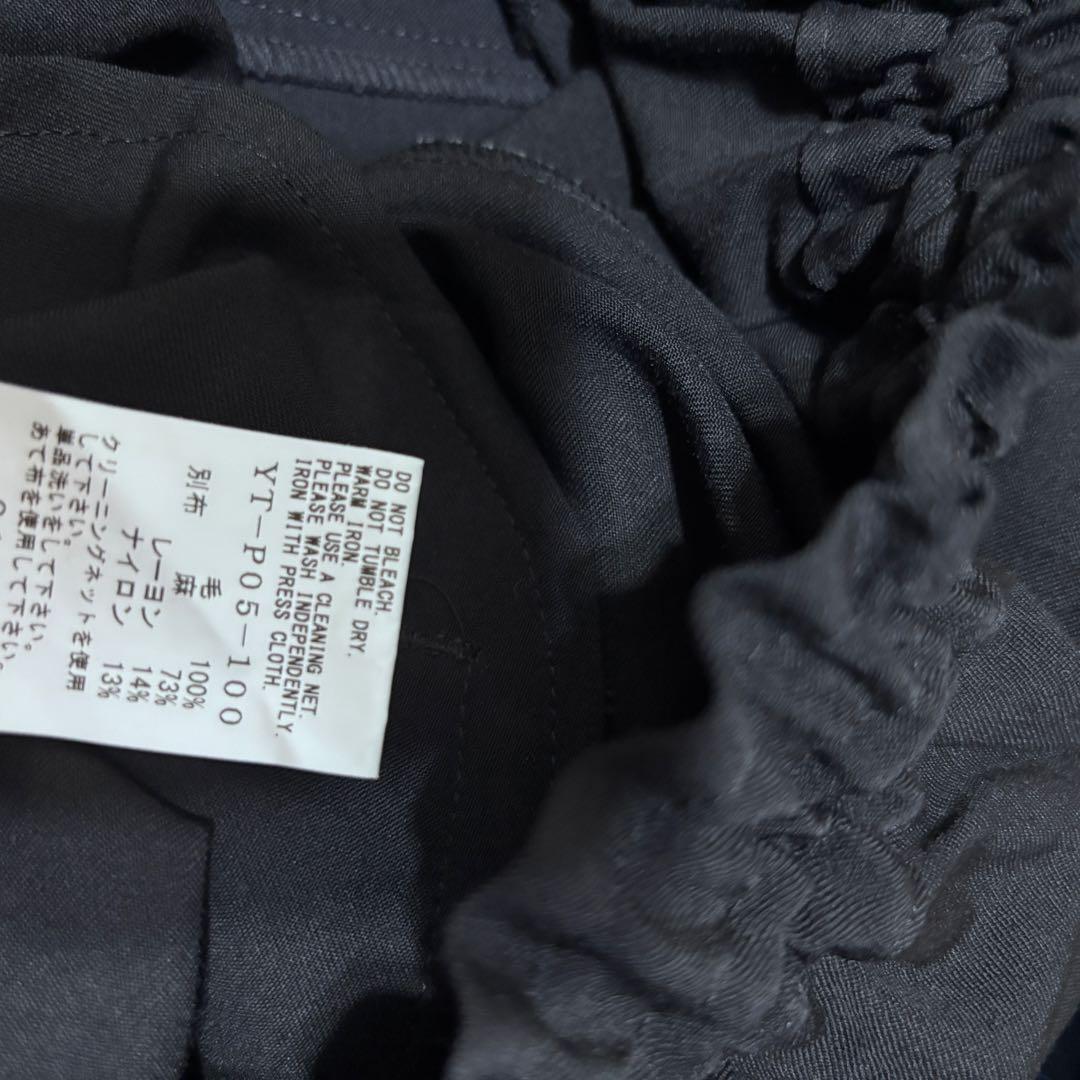 DO NOT BLEACH.
DO NOT TUMBLE DRY.
WARM IRON.
PLEASE USE A CLEANING NET.
PLEASE WASH INDEPENDENTLY.
IRON WITH PRESS CLOTH.
YT-P05-100
別布 毛 100%
麻 73%
レーヨン 14%
ナイロン 13%
クリーニングネットを使用
して下さい。
単品洗いをして下さい。
あて布を使用して下さい。